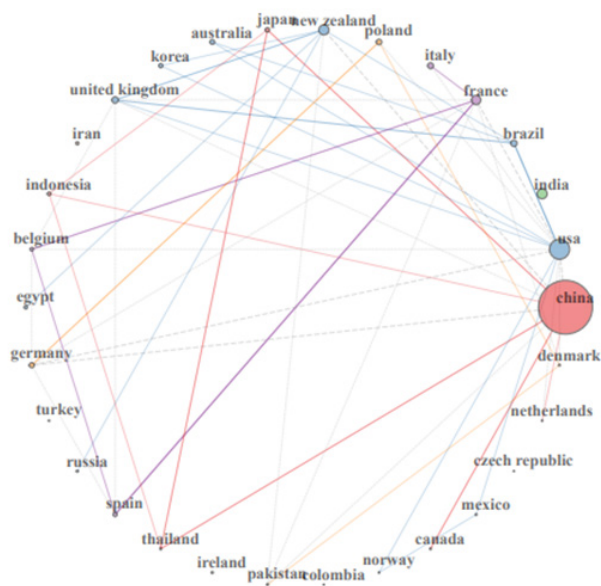 japan
new zealand
australia
poland
korea
italy
united kingdom
france
iran
brazil
indonesia
india
belgium
usa
egypt
china
germany
denmark
turkey
netherlands
russia
czech republic
spain
mexico
thailand
canada
ireland
norway
pakistan
colombia